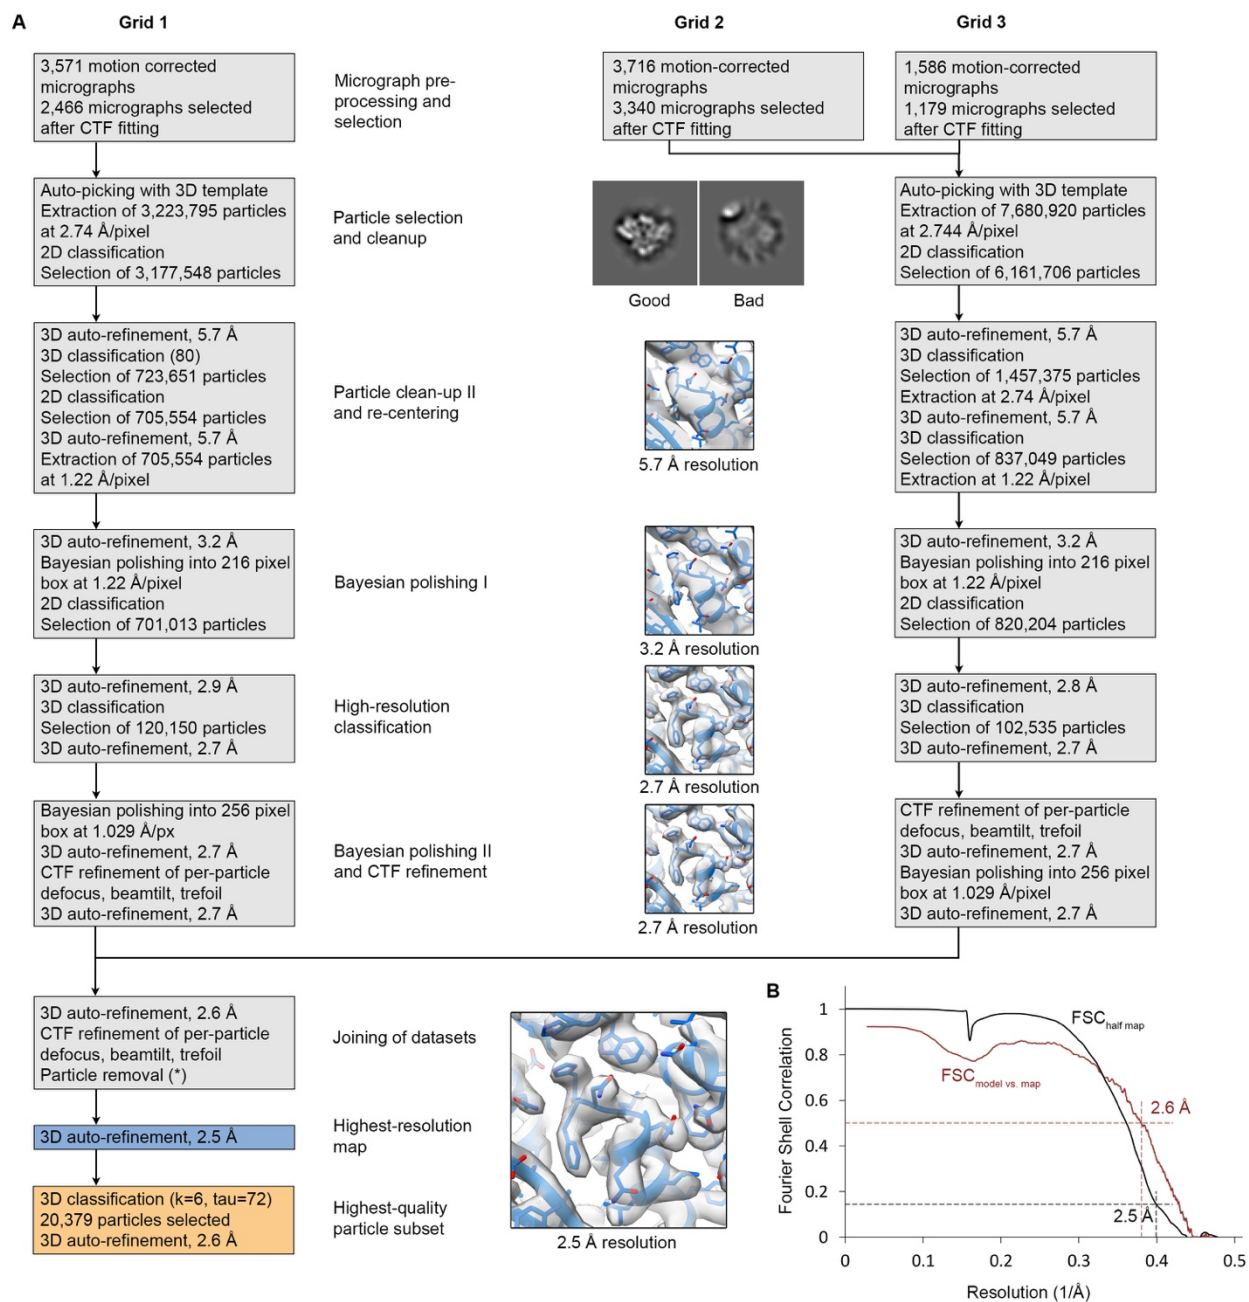 A
Grid 1
Grid 2
Grid 3
3,571 motion corrected
micrographs
2,466 micrographs selected
after CTF fitting
Micrograph pre-
processing and
selection
3,716 motion-corrected
micrographs
3,340 micrographs selected
after CTF fitting
1,586 motion-corrected
micrographs
1,179 micrographs selected
after CTF fitting
Auto-picking with 3D template
Extraction of 3,223,795 particles
at 2.74 Å/pixel
2D classification
Selection of 3,177,548 particles
Particle selection
and cleanup
Good
Bad
Auto-picking with 3D template
Extraction of 7,680,920 particles
at 2.744 Å/pixel
2D classification
Selection of 6,161,706 particles
3D auto-refinement, 5.7 Å
3D classification (80)
Selection of 723,651 particles
2D classification
Selection of 705,554 particles
3D auto-refinement, 5.7 Å
Extraction of 705,554 particles
at 1.22 Å/pixel
Particle clean-up II
and re-centering
5.7 Å resolution
3D auto-refinement, 5.7 Å
3D classification
Selection of 1,457,375 particles
Extraction at 2.74 Å/pixel
3D auto-refinement, 5.7 Å
3D classification
Selection of 837,049 particles
Extraction at 1.22 Å/pixel
3D auto-refinement, 3.2 Å
Bayesian polishing into 216 pixel
box at 1.22 Å/pixel
2D classification
Selection of 701,013 particles
Bayesian polishing I
3.2 Å resolution
3D auto-refinement, 3.2 Å
Bayesian polishing into 216 pixel
box at 1.22 Å/pixel
2D classification
Selection of 820,204 particles
3D auto-refinement, 2.9 Å
3D classification
Selection of 120,150 particles
3D auto-refinement, 2.7 Å
High-resolution
classification
2.7 Å resolution
3D auto-refinement, 2.8 Å
3D classification
Selection of 102,535 particles
3D auto-refinement, 2.7 Å
Bayesian polishing into 256 pixel
box at 1.029 Å/px
3D auto-refinement, 2.7 Å
CTF refinement of per-particle
defocus, beamtilt, trefoil
3D auto-refinement, 2.7 Å
Bayesian polishing II
and CTF refinement
2.7 Å resolution
CTF refinement of per-particle
defocus, beamtilt, trefoil
3D auto-refinement, 2.7 Å
Bayesian polishing into 256 pixel
box at 1.029 Å/pixel
3D auto-refinement, 2.7 Å
3D auto-refinement, 2.6 Å
CTF refinement of per-particle
defocus, beamtilt, trefoil
Particle removal (*)
Joining of datasets
3D auto-refinement, 2.5 Å
Highest-resolution
map
3D classification (k=6, tau=72)
20,379 particles selected
3D auto-refinement, 2.6 Å
Highest-quality
particle subset
2.5 Å resolution
B
Fourier Shell Correlation
1
0.8
0.6
0.4
0.2
0
FSC half map
FSC model vs. map
2.6 Å
2.5 Å
0
0.1
0.2
0.3
0.4
0.5
Resolution (1/Å)